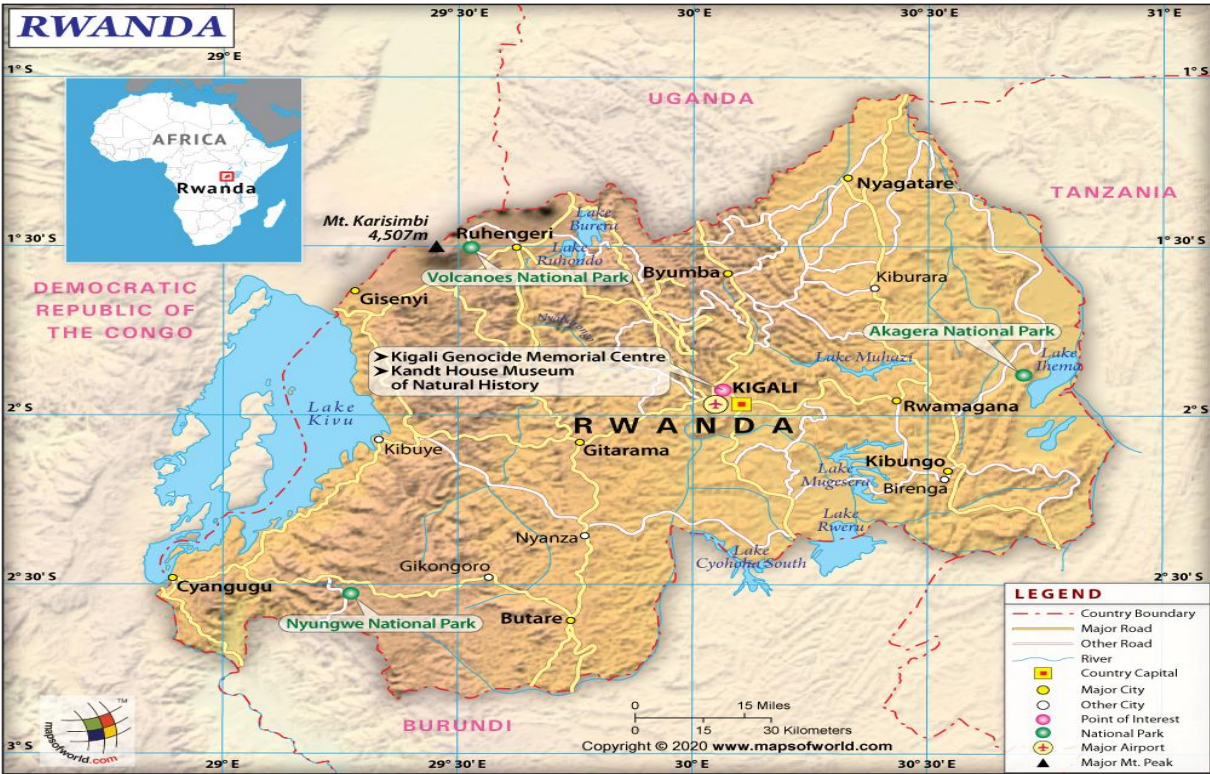 RWANDA
29° 30' E
30° E
30° 30' E
31° E
29° E
1° S
1° S
UGANDA
AFRICA
Rwanda
TANZANIA
Nyagatare
Mt. Karisimbi
4,507m
Ruhengeri
Lake
Burera
Lake
Ruhondo
1° 30' S
1° 30' S
Volcanoes National Park
Byumba
Kiburara
DEMOCRATIC
REPUBLIC OF
THE CONGO
Gisenyi
Akagera National Park
Lake
Ihema
Kigali Genocide Memorial Centre
Kandt House Museum
of Natural History
Lake Muhazi
KIGALI
Rwamagana
2° S
2° S
Lake
Kivu
RWANDA
Kibuye
Gitarama
Kibungo
Birenga
Lake
Mugesera
Lake
Rweru
Nyanza
Lake
Cyohoha South
Gikongoro
2° 30' S
2° 30' S
Cyangugu
Nyungwe National Park
Butare
LEGEND
Country Boundary
Major Road
Other Road
River
Country Capital
Major City
Other City
Point of Interest
National Park
Major Airport
Major Mt. Peak
BURUNDI
0 15 Miles
0 15 30 Kilometers
Copyright © 2020 www.mapsofworld.com
TM
mapsofworld.com
3° S
29° 30' E
30° E
30° 30' E